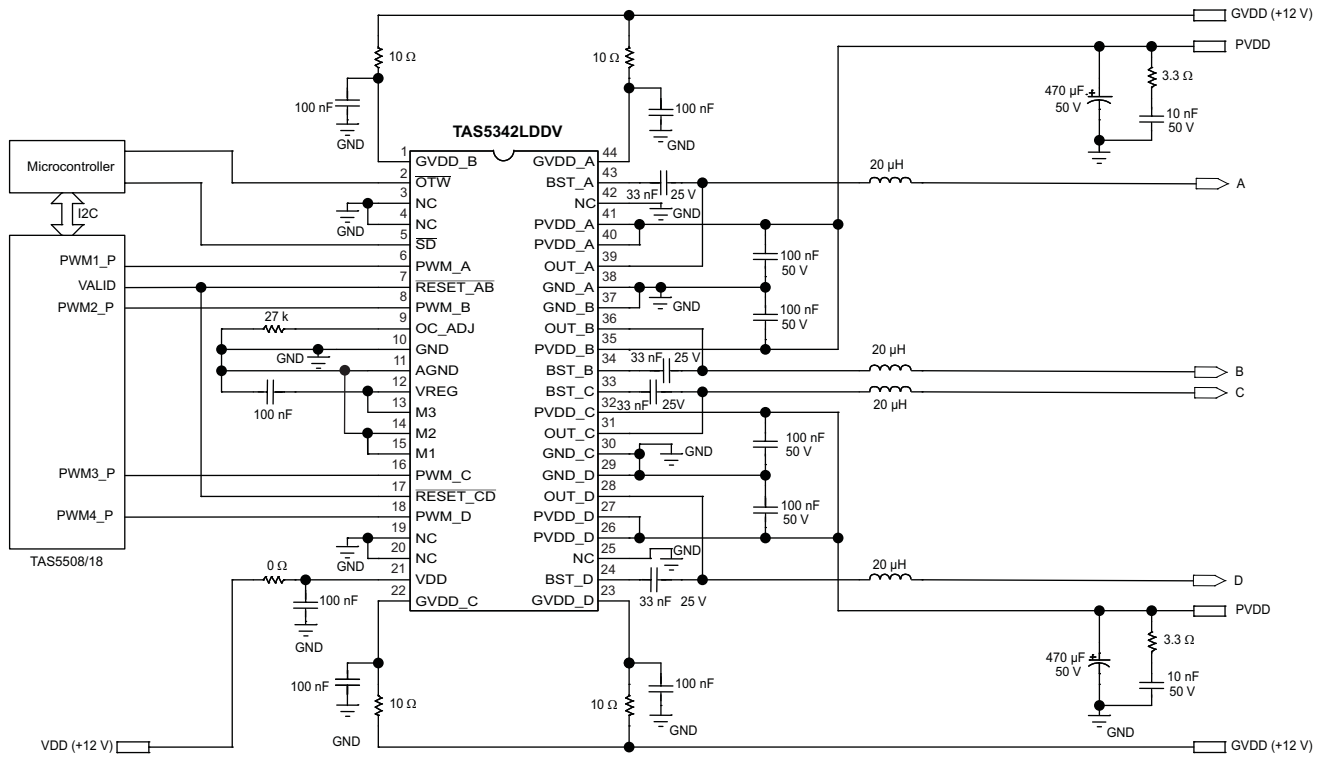 GVDD (+12 V)
PVDD
10 Ω
10 Ω
3.3 Ω
470 µF
50 V
10 nF
50 V
100 nF
GND
100 nF
GND
TAS5342LDDV
Microcontroller
I2C
PWM1_P
VALID
PWM2_P
PWM3_P
PWM4_P
TAS5508/18
1
GVDD_B
2
OTW
3
NC
4
NC
5
SD
6
PWM_A
7
RESET_AB
8
PWM_B
9
OC_ADJ
10
GND
11
AGND
12
VREG
13
M3
14
M2
15
M1
16
PWM_C
17
RESET_CD
18
PWM_D
19
NC
20
NC
21
VDD
22
GVDD_C
44
GVDD_A
43
BST_A
42
NC
41
PVDD_A
40
PVDD_A
39
OUT_A
38
GND_A
37
GND_B
36
OUT_B
35
PVDD_B
34
BST_B
33
BST_C
32
PVDD_C
31
OUT_C
30
GND_C
29
GND_D
28
OUT_D
27
PVDD_D
26
PVDD_D
25
NC
24
BST_D
23
GVDD_D
GND
27 k
GND
100 nF
GND
0 Ω
100 nF
GND
100 nF
10 Ω
GND
VDD (+12 V)
33 nF 25 V
GND
20 µH
A
100 nF
50 V
GND
100 nF
50 V
33 nF 25 V
20 µH
B
33 nF 25V
20 µH
C
100 nF
50 V
GND
100 nF
50 V
GND
33 nF 25 V
20 µH
D
PVDD
3.3 Ω
470 µF
50 V
10 nF
50 V
GND
100 nF
10 Ω
GND
GVDD (+12 V)